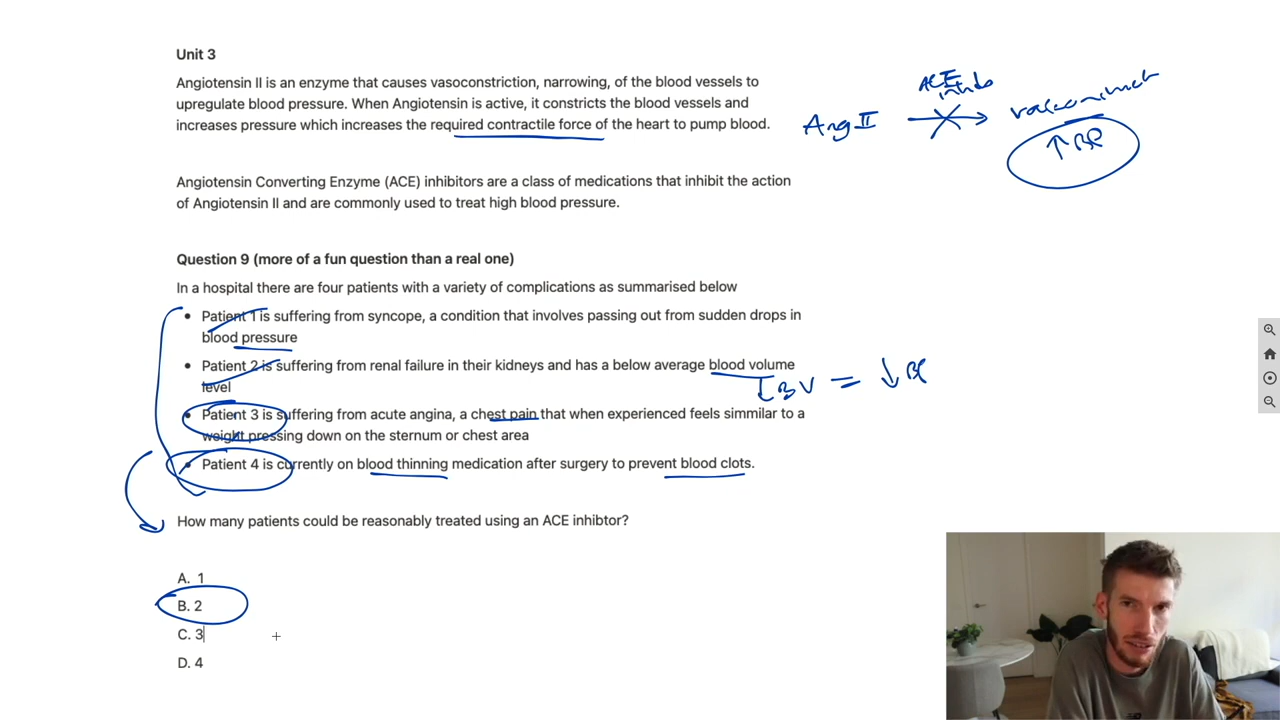 Unit 3
Angiotensin II is an enzyme that causes vasoconstriction, narrowing, of the blood vessels to
upregulate blood pressure. When Angiotensin is active, it constricts the blood vessels and
increases pressure which increases the required contractile force of the heart to pump blood.
Ang II
ACE
↑ BP
Angiotensin Converting Enzyme (ACE) inhibitors are a class of medications that inhibit the action
of Angiotensin II and are commonly used to treat high blood pressure.
Question 9 (more of a fun question than a real one)
In a hospital there are four patients with a variety of complications as summarised below
• Patient 1 is suffering from syncope, a condition that involves passing out from sudden drops in
blood pressure
• Patient 2 is suffering from renal failure in their kidneys and has a below average blood volume
level
↓BV = ↓BP
• Patient 3 is suffering from acute angina, a chest pain that when experienced feels simmilar to a
weight pressing down on the sternum or chest area
• Patient 4 is currently on blood thinning medication after surgery to prevent blood clots.
How many patients could be reasonably treated using an ACE inhibtor?
A. 1
B. 2
C. 3
D. 4